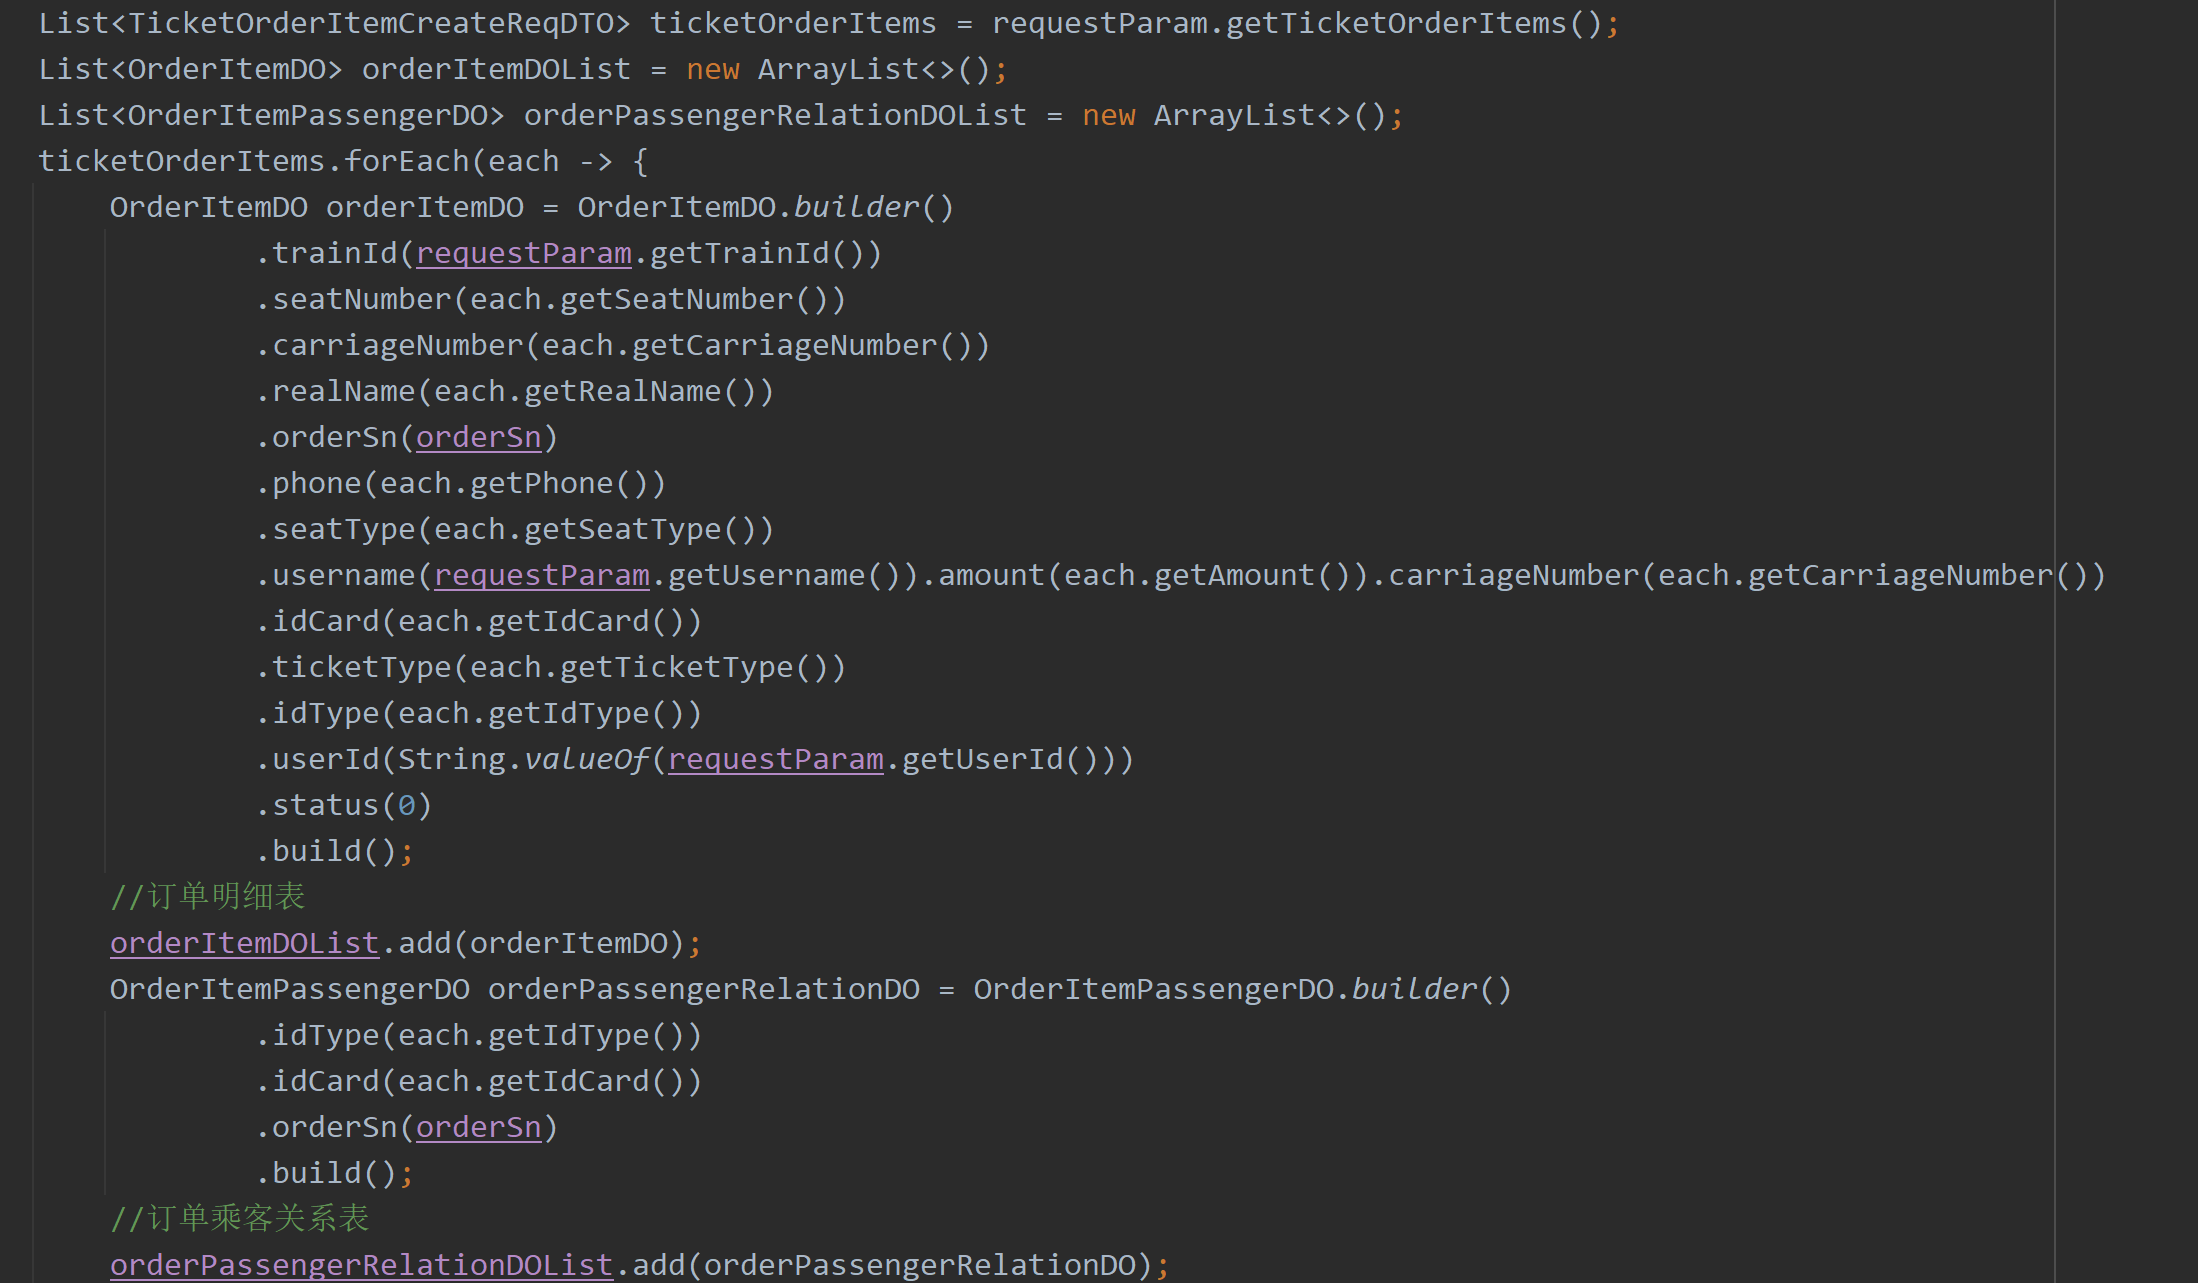 List<TicketOrderItemCreateReqDTO> ticketOrderItems = requestParam.getTicketOrderItems();
List<OrderItemDO> orderItemDOList = new ArrayList<>();
List<OrderItemPassengerDO> orderPassengerRelationDOList = new ArrayList<>();
ticketOrderItems.forEach(each -> {
OrderItemDO orderItemDO = OrderItemDO.builder()
.trainId(requestParam.getTrainId())
.seatNumber(each.getSeatNumber())
.carriageNumber(each.getCarriageNumber())
.realName(each.getRealName())
.orderSn(orderSn)
.phone(each.getPhone())
.seatType(each.getSeatType())
.username(requestParam.getUsername()).amount(each.getAmount()).carriageNumber(each.getCarriageNumber())
.idCard(each.getIdCard())
.ticketType(each.getTicketType())
.idType(each.getIdType())
.userId(String.valueOf(requestParam.getUserId()))
.status(0)
.build();
//订单明细表
orderItemDOList.add(orderItemDO);
OrderItemPassengerDO orderPassengerRelationDO = OrderItemPassengerDO.builder()
.idType(each.getIdType())
.idCard(each.getIdCard())
.orderSn(orderSn)
.build();
//订单乘客关系表
orderPassengerRelationDOList.add(orderPassengerRelationDO);